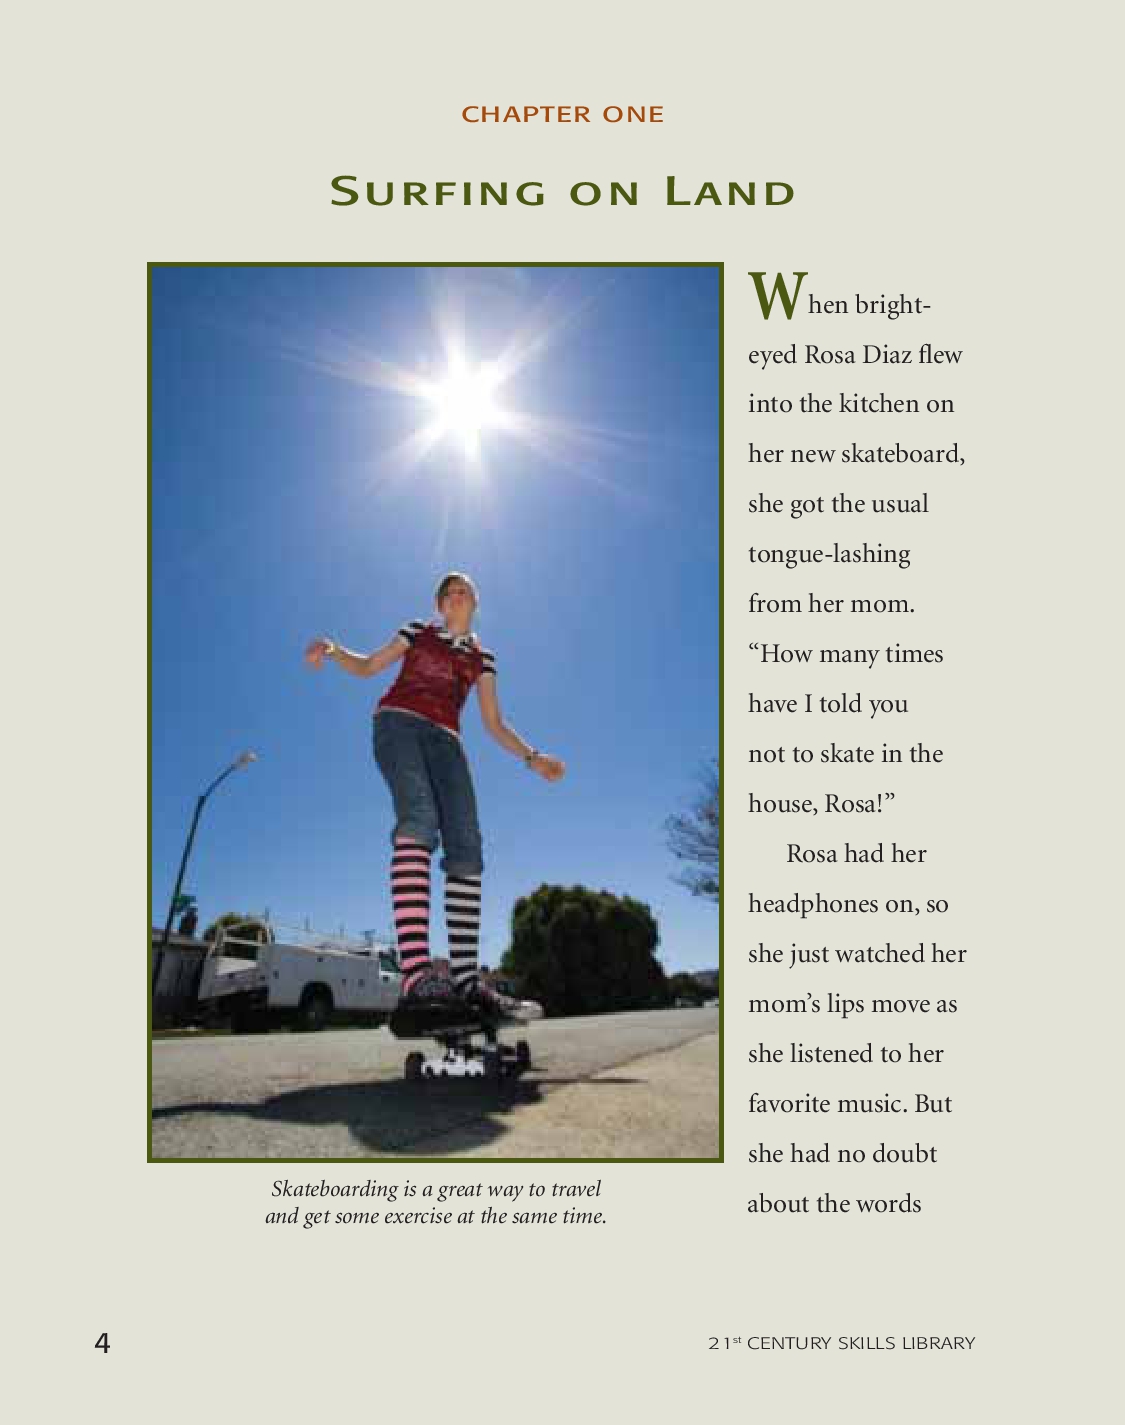 CHAPTER ONE
SURFING ON LAND
When bright-
eyed Rosa Diaz flew
into the kitchen on
her new skateboard,
she got the usual
tongue-lashing
from her mom.
“How many times
have I told you
not to skate in the
house, Rosa!”
Rosa had her
headphones on, so
she just watched her
mom’s lips move as
she listened to her
favorite music. But
she had no doubt
about the words
Skateboarding is a great way to travel
and get some exercise at the same time.
4
21st CENTURY SKILLS LIBRARY